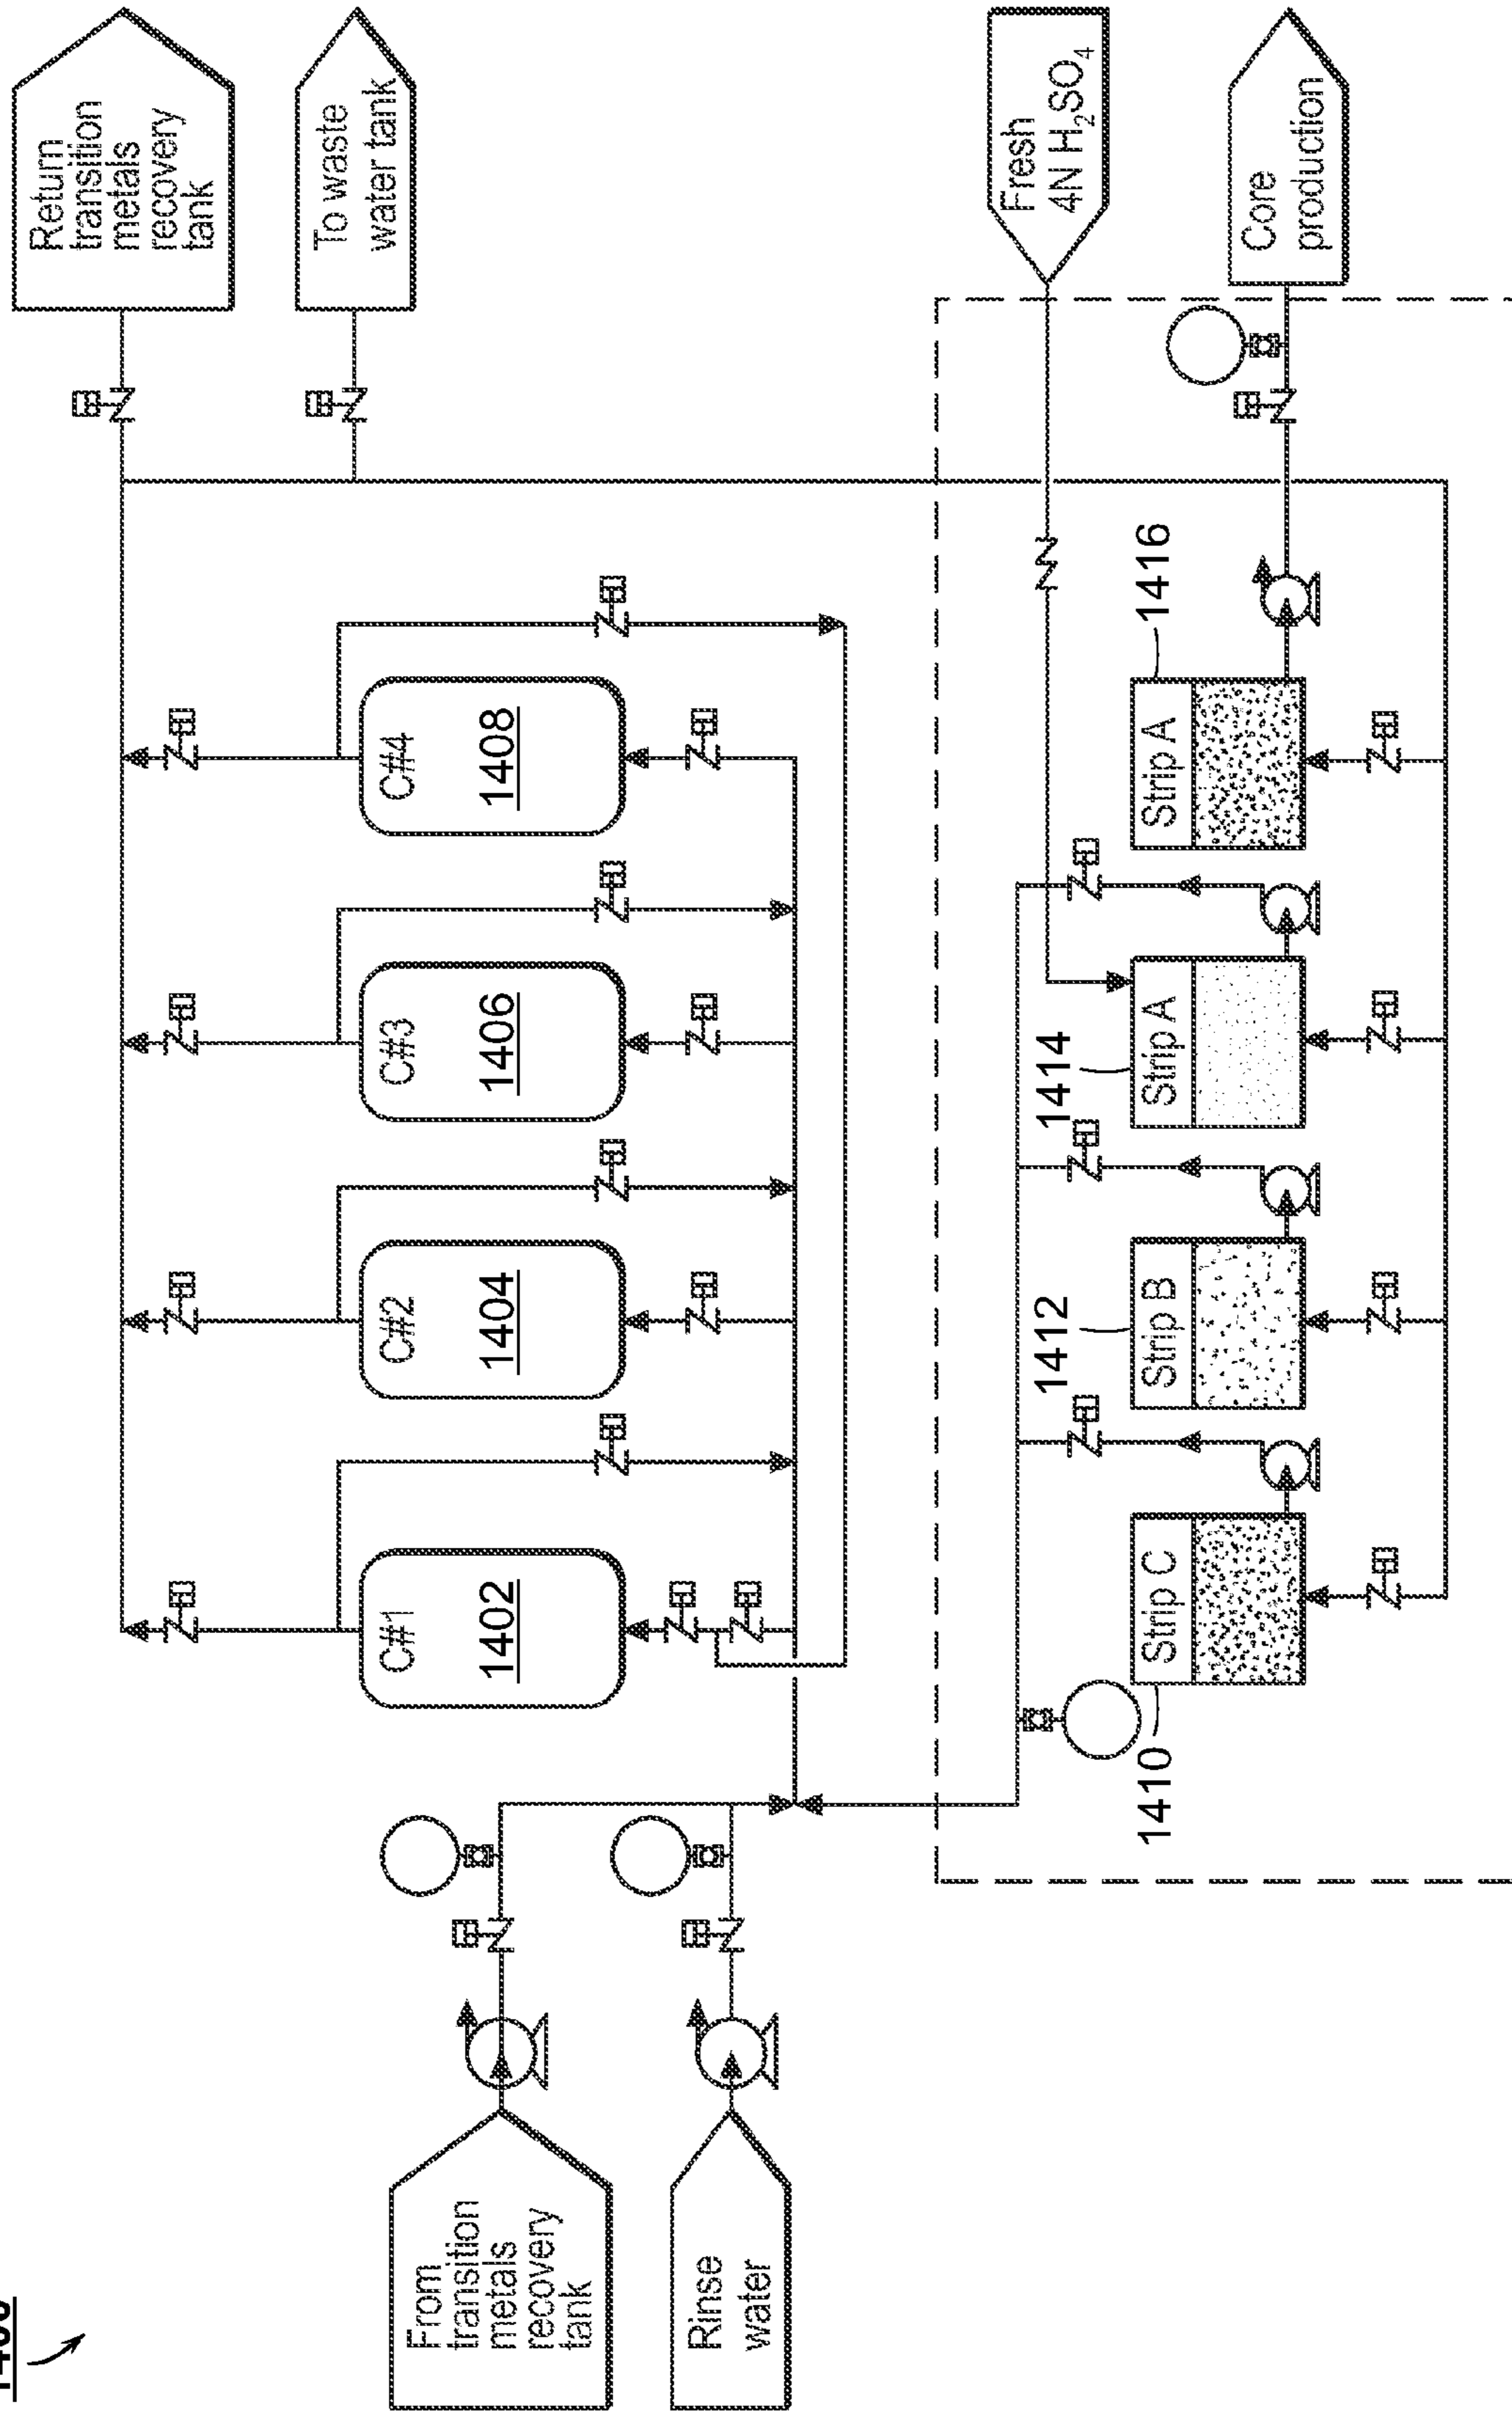 Return
transition
metals
recovery
tank
To waste
water tank
From
transition
metals
recovery
tank
Rinse
water
C#1
1402
C#2
1404
C#3
1406
C#4
1408
Fresh
4N H₂SO₄
Core
production
1410
Strip C
1412
Strip B
1414
Strip A
1416
Strip A